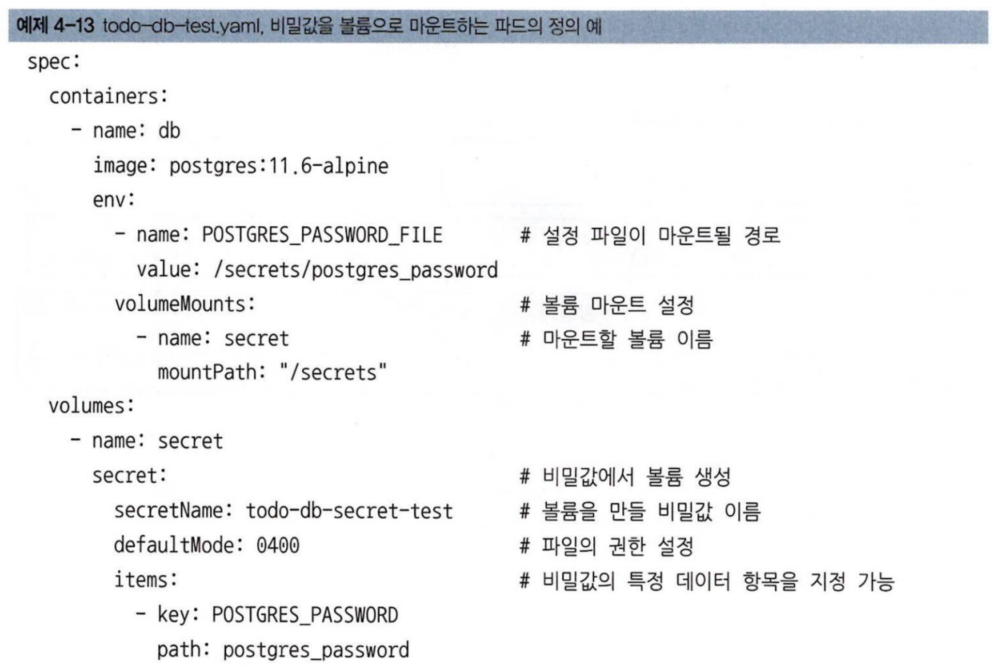 예제 4-13 todo-db-test.yaml, 비밀값을 볼륨으로 마운트하는 파드의 정의 예
spec:
  containers:
    - name: db
      image: postgres:11.6-alpine
      env:
        - name: POSTGRES_PASSWORD_FILE # 설정 파일이 마운트될 경로
          value: /secrets/postgres_password
        volumeMounts: # 볼륨 마운트 설정
          - name: secret # 마운트할 볼륨 이름
            mountPath: "/secrets"
  volumes:
    - name: secret
      secret: # 비밀값에서 볼륨 생성
        secretName: todo-db-secret-test # 볼륨을 만들 비밀값 이름
        defaultMode: 0400 # 파일의 권한 설정
        items: # 비밀값의 특정 데이터 항목을 지정 가능
          - key: POSTGRES_PASSWORD
            path: postgres_password